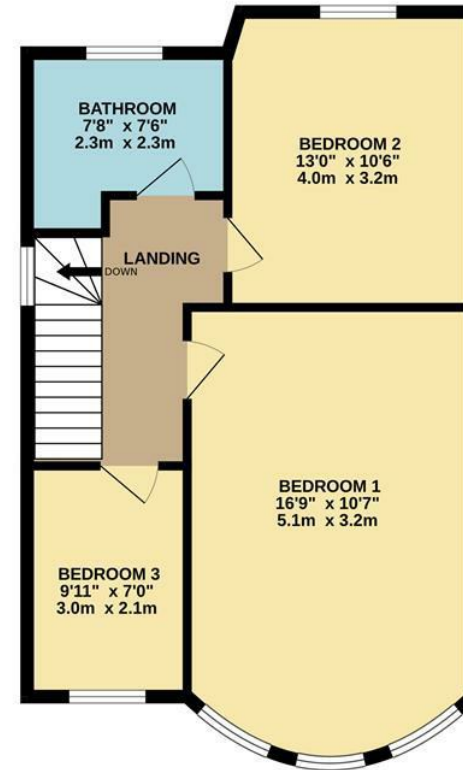 BATHROOM
7'8" x 7'6"
2.3m x 2.3m
BEDROOM 2
13'0" x 10'6"
4.0m x 3.2m
LANDING
DOWN
BEDROOM 1
16'9" x 10'7"
5.1m x 3.2m
BEDROOM 3
9'11" x 7'0"
3.0m x 2.1m